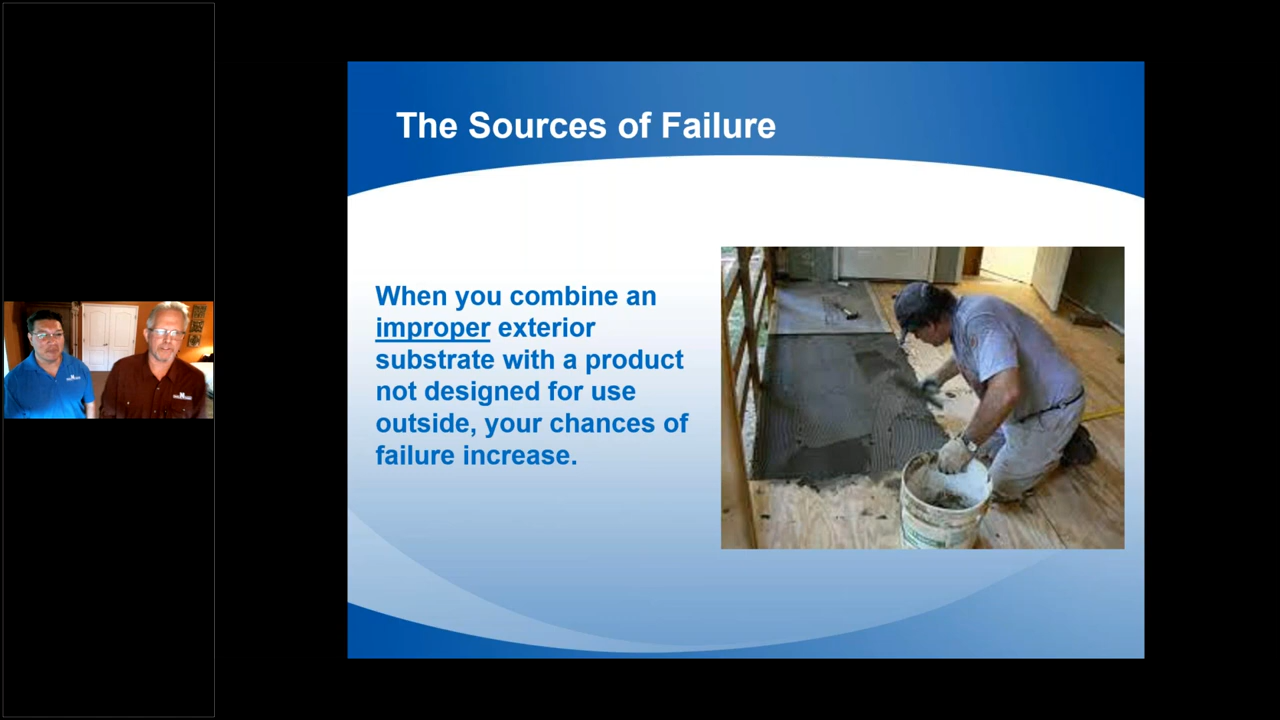 The Sources of Failure
When you combine an
improper exterior
substrate with a product
not designed for use
outside, your chances of
failure increase.